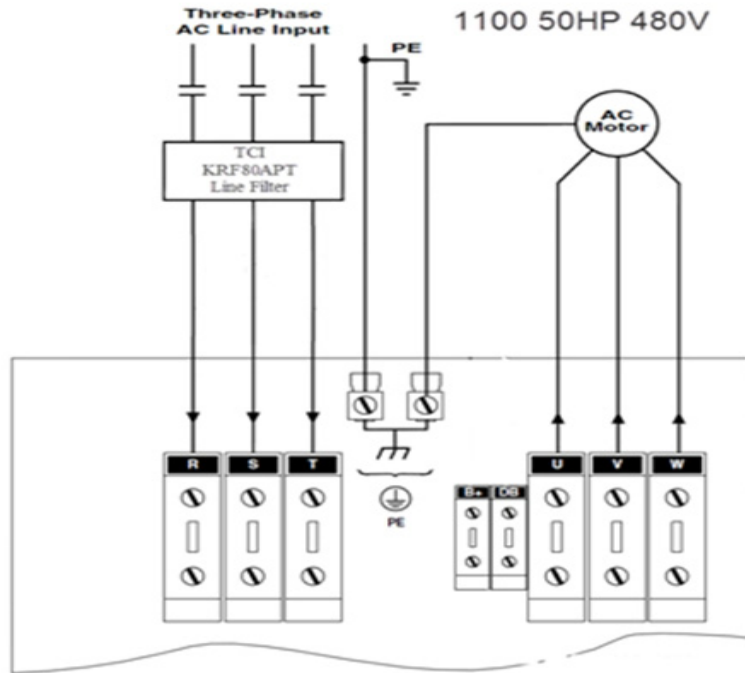 Three-Phase
AC Line Input
PE
1100 50HP 480V
AC
Motor
TCI
KRF80APT
Line Filter
R S T
PE
B+ DB
U V W